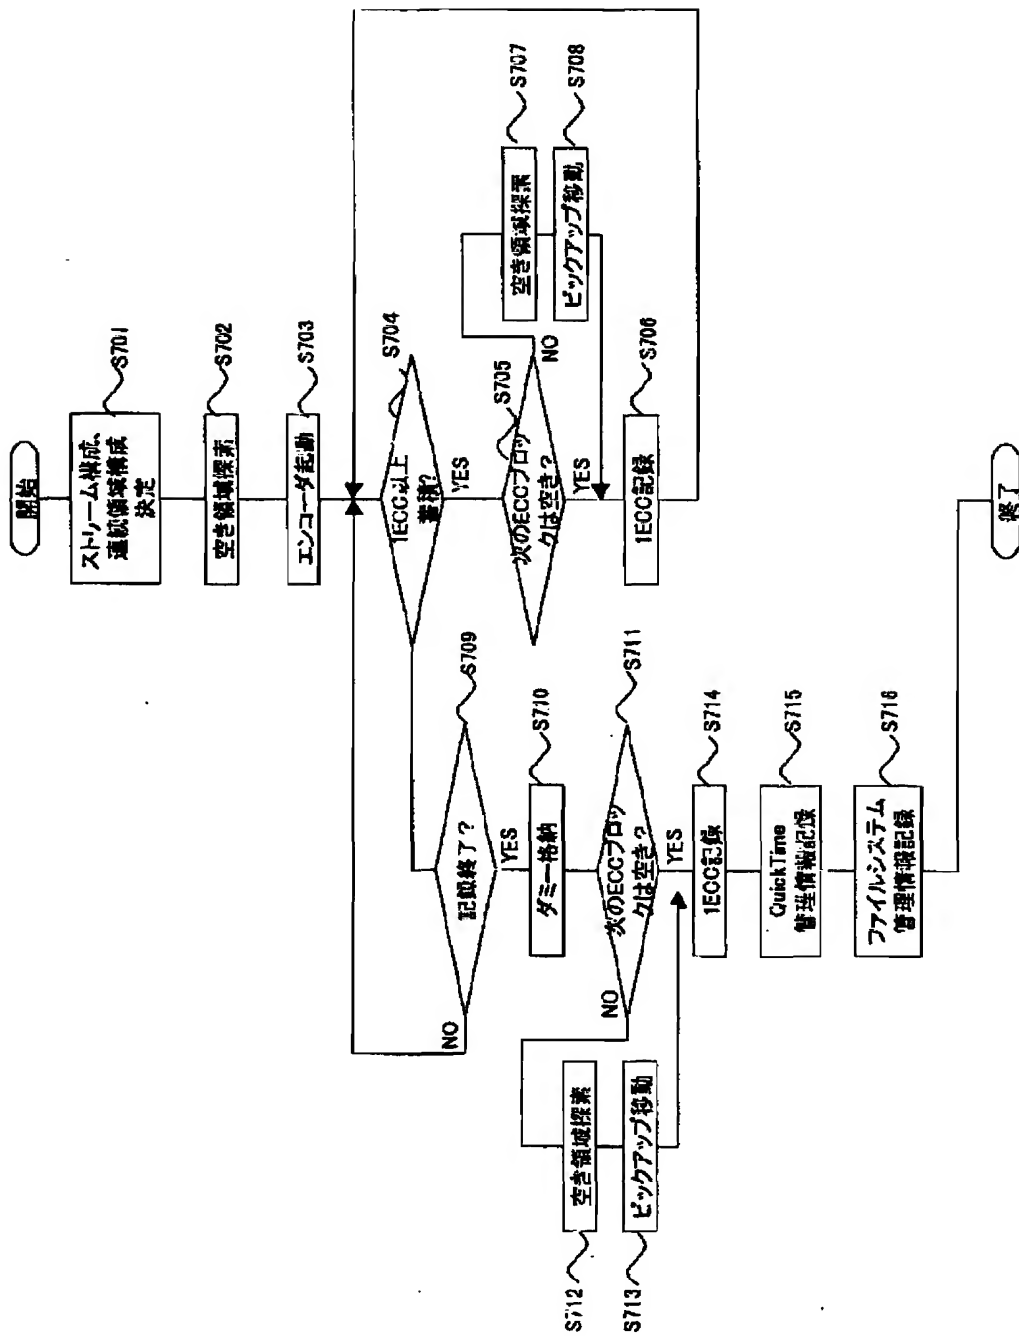 開始
ストリーム構成、
連続領域構成
決定
S701
空き領域探索
S702
エンコーダ起動
S703
1ECC以上
蓄積?
S704
YES
次のECCブロッ
クは空き?
S705
NO
YES
空き領域探索
S707
ピックアップ移動
S708
1ECC記録
S706
記録終了?
S709
NO
YES
ダミー格納
S710
次のECCブロッ
クは空き?
S711
NO
YES
空き領域探索
S712
ピックアップ移動
S713
1ECC記録
S714
QuickTime
管理情報記録
S715
ファイルシステム
管理情報記録
S716
終了